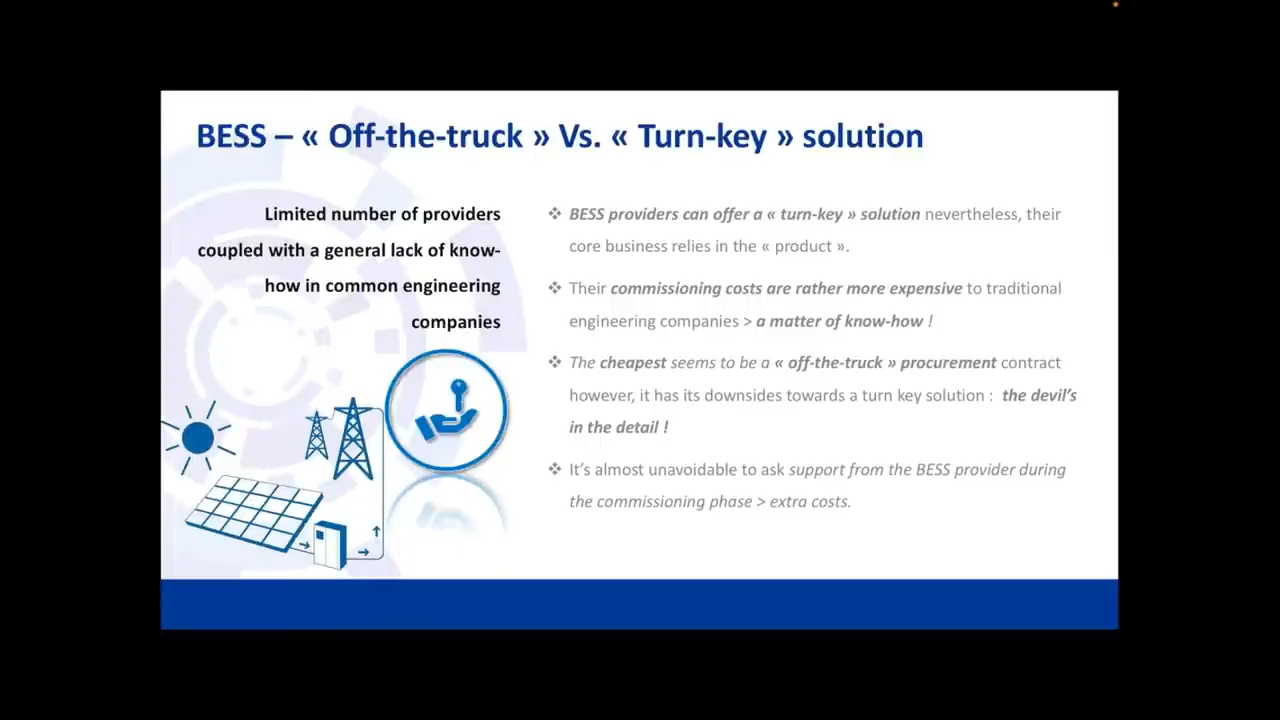 BESS – « Off-the-truck » Vs. « Turn-key » solution
Limited number of providers
coupled with a general lack of know-
how in common engineering
companies
❖ BESS providers can offer a « turn-key » solution nevertheless, their
core business relies in the « product ».
❖ Their commissioning costs are rather more expensive to traditional
engineering companies > a matter of know-how !
❖ The cheapest seems to be a « off-the-truck » procurement contract
however, it has its downsides towards a turn key solution : the devil’s
in the detail !
❖ It’s almost unavoidable to ask support from the BESS provider during
the commissioning phase > extra costs.